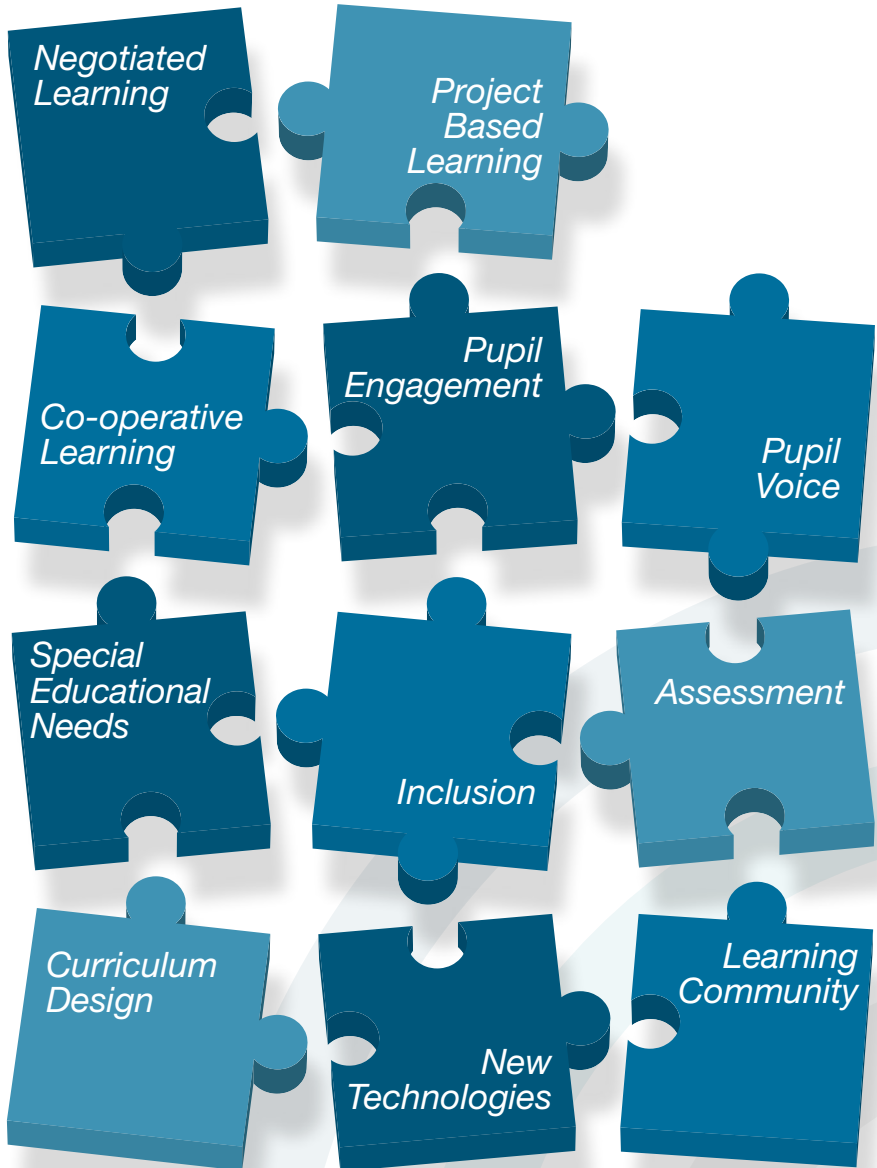 Negotiated
Learning
Project
Based
Learning
Co-operative
Learning
Pupil
Engagement
Pupil
Voice
Special
Educational
Needs
Inclusion
Assessment
Curriculum
Design
New
Technologies
Learning
Community